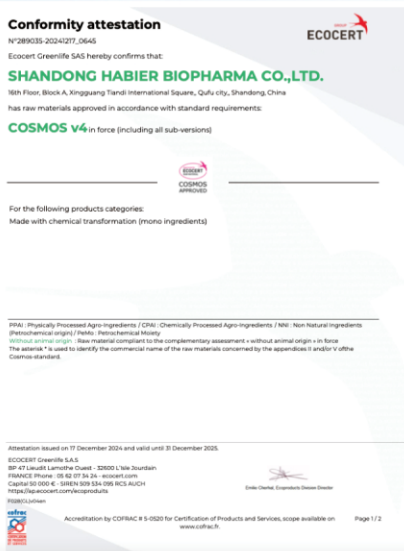 Conformity attestation
N°289035-20241217_0645
Ecocert Greenlife SAS hereby confirms that:
GROUP
ECOCERT
SHANDONG HABIER BIOPHARMA CO.,LTD.
16th Floor, Block A, Xingguang Tiandi International Square,, Qufu city,, Shandong, China
has raw materials approved in accordance with standard requirements:
COSMOS v4 in force (including all sub-versions)
ECOCERT
COSMOS
APPROVED
For the following products categories:
Made with chemical transformation (mono ingredients)
PPAI : Physically Processed Agro-Ingredients / CPAI : Chemically Processed Agro-Ingredients / NNI : Non Natural Ingredients
(Petrochemical origin) / PeMo : Petrochemical Moiety
Without animal origin : Raw material compliant to the complementary assessment « without animal origin » in force
The asterisk * is used to identify the commercial name of the raw materials concerned by the appendices II and/or V ofthe
Cosmos-standard.
Attestation issued on 17 December 2024 and valid until 31 December 2025.
ECOCERT Greenlife S.A.S
BP 47 Lieudit Lamothe Ouest - 32600 L'Isle Jourdain
FRANCE Phone : 05 62 07 34 24 - ecocert.com
Capital 50 000 € - SIREN 509 534 095 RCS AUCH
https://ap.ecocert.com/ecoproducts
Ecoproducts Division Director
cofrac
Accreditation by COFRAC # 5-0520 for Certification of Products and Services, scope available on
www.cofrac.fr.
Page 1 / 2